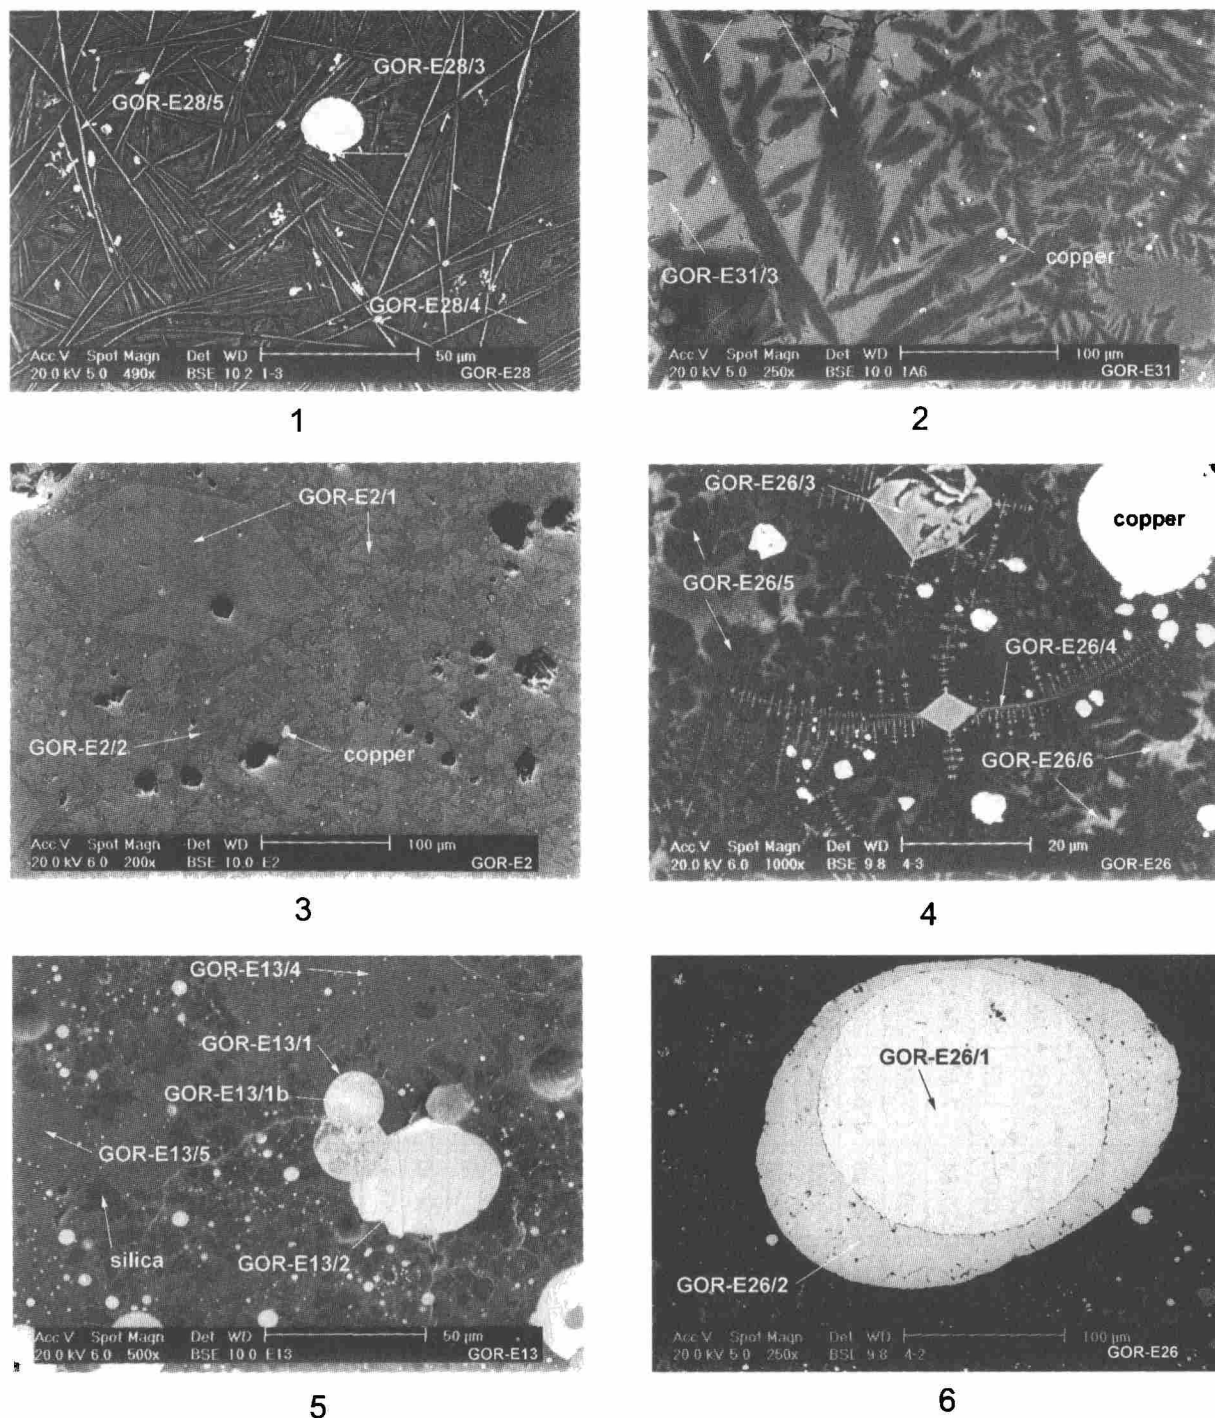 GOR-E28/3
GOR-E28/5
GOR-E28/4
Acc.V Spot Magn Det WD 50 µm
20.0 kV 5.0 490x BSE 10.2 1-3 GOR-E28
1
GOR-E31/3
copper
Acc.V Spot Magn Det WD 100 µm
20.0 kV 5.0 250x BSE 10.0 1A6 GOR-E31
2
GOR-E2/1
GOR-E2/2
copper
Acc.V Spot Magn Det WD 100 µm
20.0 kV 6.0 200x BSE 10.0 E2 GOR-E2
3
GOR-E26/3
copper
GOR-E26/5
GOR-E26/4
GOR-E26/6
Acc.V Spot Magn Det WD 20 µm
20.0 kV 6.0 1000x BSE 9.8 4-3 GOR-E26
4
GOR-E13/4
GOR-E13/1
GOR-E13/1b
GOR-E13/5
silica
GOR-E13/2
Acc.V Spot Magn Det WD 50 µm
20.0 kV 6.0 500x BSE 10.0 E13 GOR-E13
5
GOR-E26/1
GOR-E26/2
Acc.V Spot Magn Det WD 100 µm
20.0 kV 5.0 250x BSE 9.8 4-2 GOR-E26
6